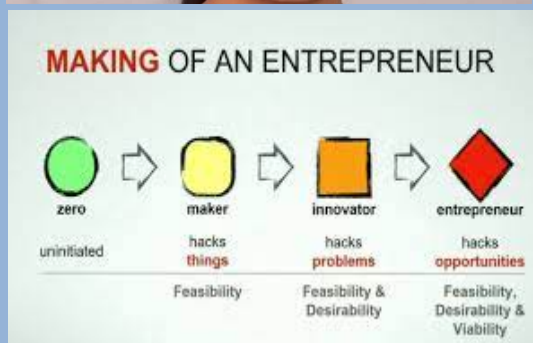 MAKING OF AN ENTREPRENEUR
zero
maker
innovator
entrepreneur
uninitiated
hacks
things
hacks
problems
hacks
opportunities
Feasibility
Feasibility &
Desirability
Feasibility,
Desirability &
Viability